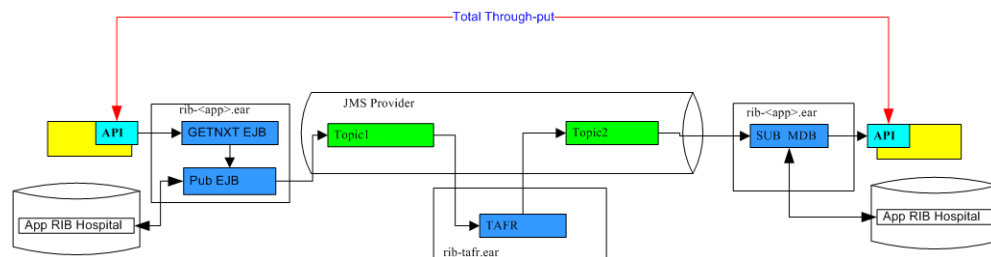 Total Through-put
JMS Provider
rib-<app>.ear
rib-<app>.ear
API
GETNXT EJB
Topic1
Topic2
SUB MDB
API
Pub EJB
App RIB Hospital
TAFR
App RIB Hospital
rib-tafr.ear